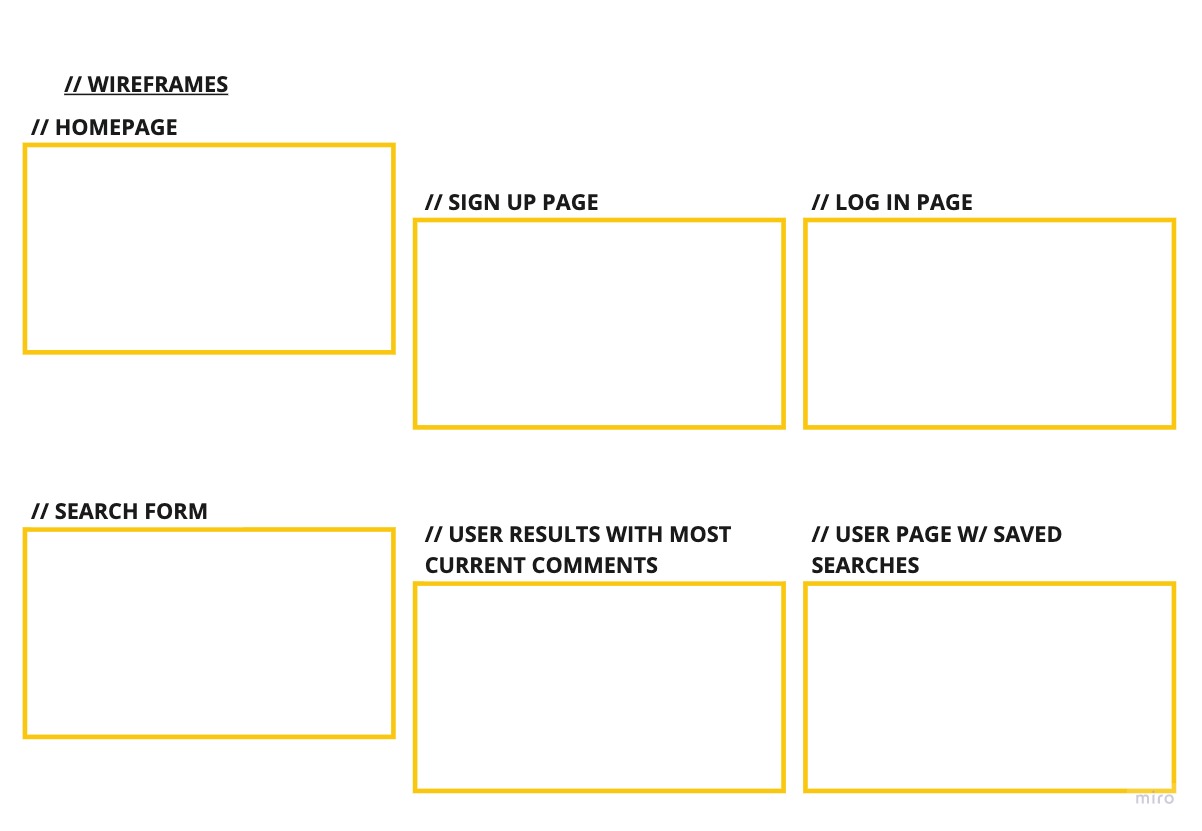 // WIREFRAMES
// HOMEPAGE
// SIGN UP PAGE
// LOG IN PAGE
// SEARCH FORM
// USER RESULTS WITH MOST
CURRENT COMMENTS
// USER PAGE W/ SAVED
SEARCHES
miro